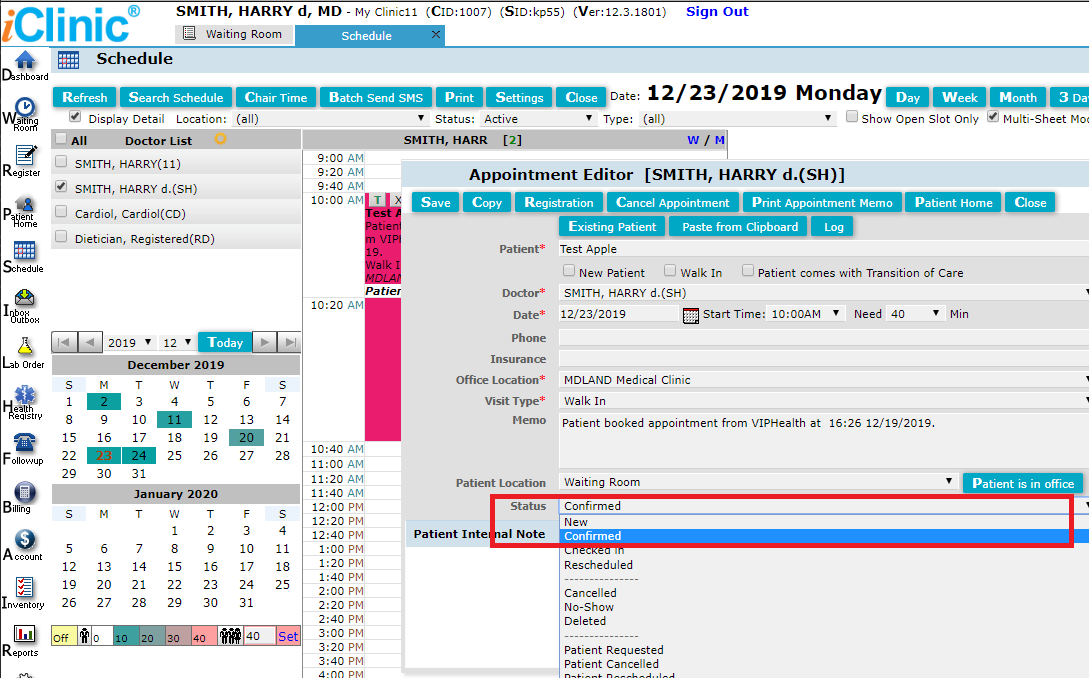 iClinic®
SMITH, HARRY d, MD - My Clinic11 (CID:1007) (SID:kp55) (Ver:12.3.1801) Sign Out
Waiting Room
Schedule ×
Dashboard
Waiting Room
Register
Patient Home
Schedule
Inbox Outbox
Lab Order
Health Registry
Followup
Billing
Account
Inventory
Reports
Schedule
Refresh Search Schedule Chair Time Batch Send SMS Print Settings Close Date: 12/23/2019 Monday Day Week Month 3 Da
Display Detail Location: (all) Status: Active Type: (all) Show Open Slot Only Multi-Sheet Mo
All Doctor List
SMITH, HARRY(11)
SMITH, HARRY d.(SH)
Cardiol, Cardiol(CD)
Dietician, Registered(RD)
2019 12 Today
December 2019
S M T W T F S
1 2 3 4 5 6 7
8 9 10 11 12 13 14
15 16 17 18 19 20 21
22 23 24 25 26 27 28
29 30 31
January 2020
S M T W T F S
1 2 3 4
5 6 7 8 9 10 11
12 13 14 15 16 17 18
19 20 21 22 23 24 25
26 27 28 29 30 31
Off 0 10 20 30 40 40 Set
SMITH, HARR [2] W / M
9:00 AM
9:20 AM
9:40 AM
10:00 AM
T X
Test A
Patien
m VIPH
19.
Walk I
MDLAN
Patier
10:20 AM
10:40 AM
11:00 AM
11:20 AM
11:40 AM
12:00 PM
12:20 PM
12:40 PM
1:00 PM
1:20 PM
1:40 PM
2:00 PM
2:20 PM
2:40 PM
3:00 PM
3:20 PM
3:40 PM
4:00 PM
Appointment Editor [SMITH, HARRY d.(SH)]
Save Copy Registration Cancel Appointment Print Appointment Memo Patient Home Close
Existing Patient Paste from Clipboard Log
Patient* Test Apple
New Patient Walk In Patient comes with Transition of Care
Doctor* SMITH, HARRY d.(SH)
Date* 12/23/2019 Start Time: 10:00AM Need 40 Min
Phone
Insurance
Office Location* MDLAND Medical Clinic
Visit Type* Walk In
Memo Patient booked appointment from VIPHealth at 16:26 12/19/2019.
Patient Location Waiting Room Patient is in office
Status Confirmed
Patient Internal Note
New
Confirmed
Checked In
Rescheduled
---------------
Cancelled
No-Show
Deleted
---------------
Patient Requested
Patient Cancelled
Patient Rescheduled